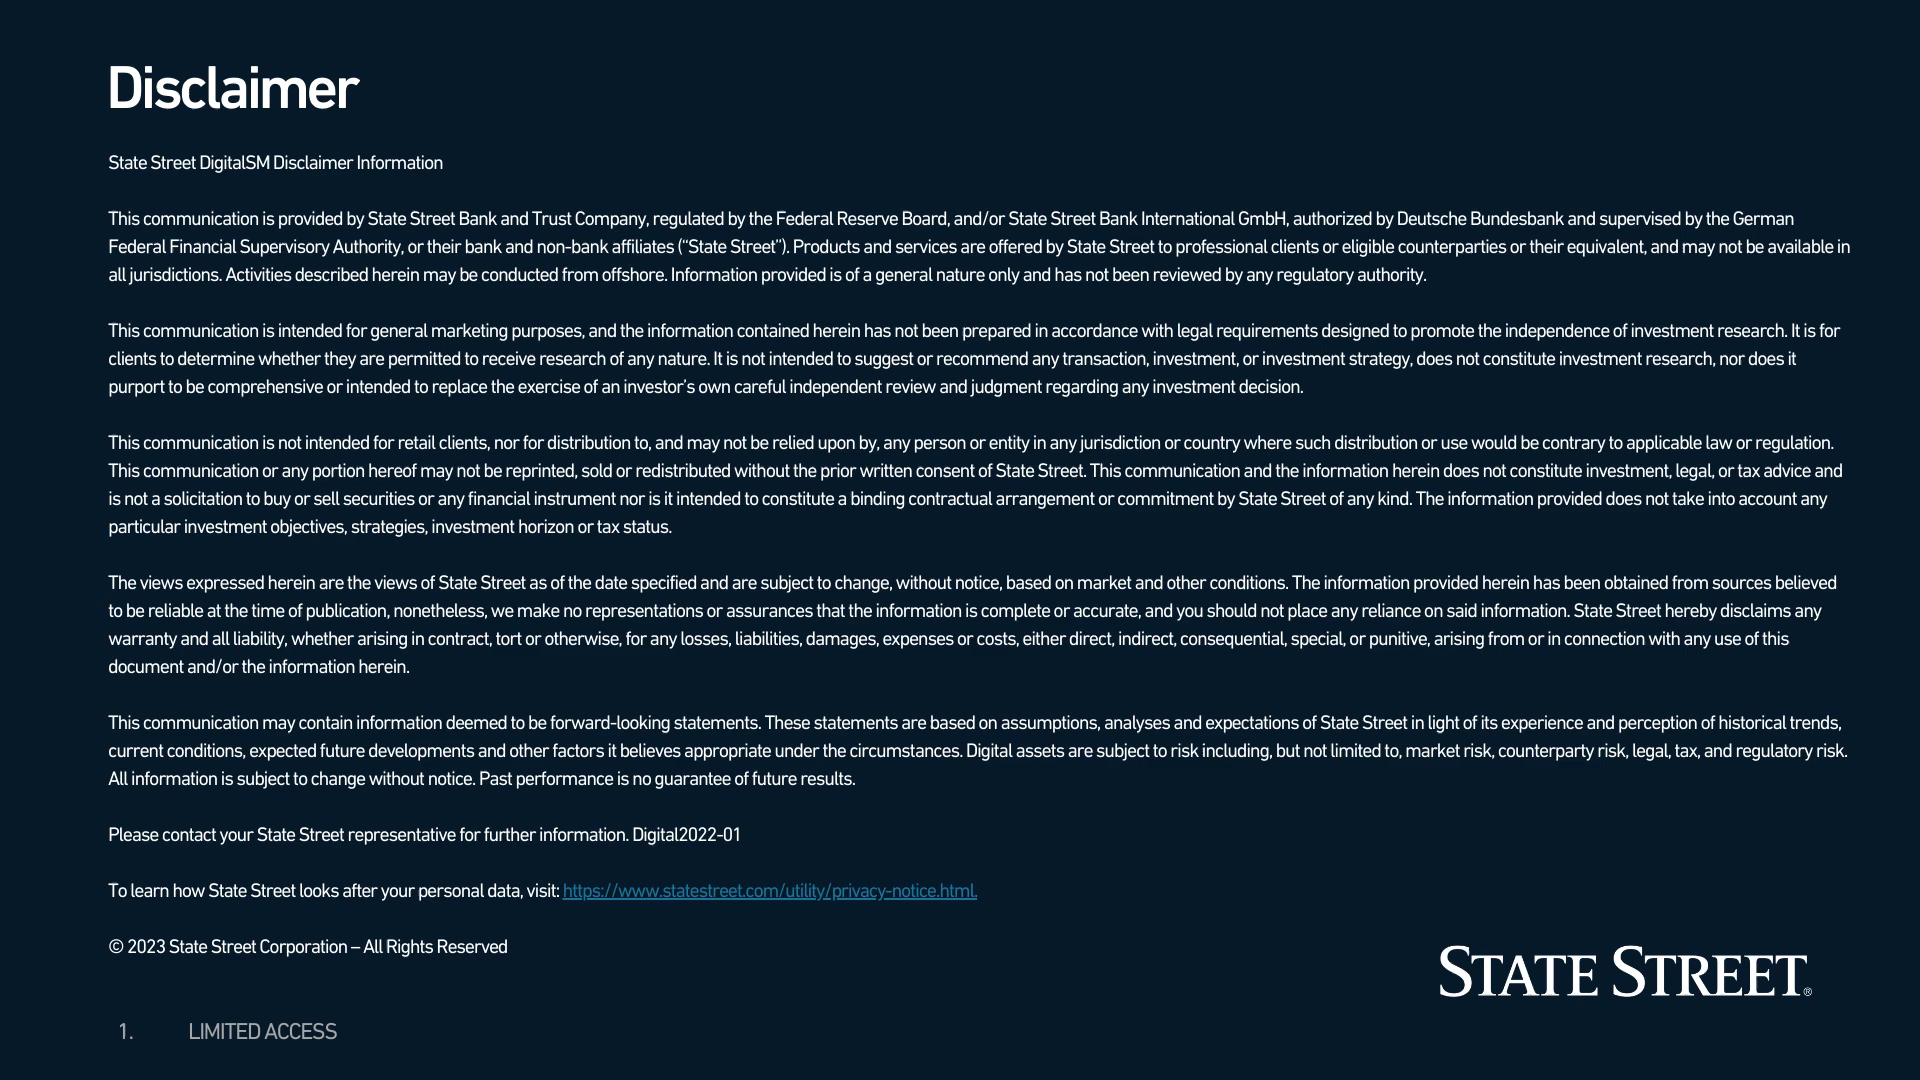 Disclaimer
State Street DigitalSM Disclaimer Information
This communication is provided by State Street Bank and Trust Company, regulated by the Federal Reserve Board, and/or State Street Bank International GmbH, authorized by Deutsche Bundesbank and supervised by the German
Federal Financial Supervisory Authority, or their bank and non-bank affiliates (“State Street”). Products and services are offered by State Street to professional clients or eligible counterparties or their equivalent, and may not be available in
all jurisdictions. Activities described herein may be conducted from offshore. Information provided is of a general nature only and has not been reviewed by any regulatory authority.
This communication is intended for general marketing purposes, and the information contained herein has not been prepared in accordance with legal requirements designed to promote the independence of investment research. It is for
clients to determine whether they are permitted to receive research of any nature. It is not intended to suggest or recommend any transaction, investment, or investment strategy, does not constitute investment research, nor does it
purport to be comprehensive or intended to replace the exercise of an investor’s own careful independent review and judgment regarding any investment decision.
This communication is not intended for retail clients, nor for distribution to, and may not be relied upon by, any person or entity in any jurisdiction or country where such distribution or use would be contrary to applicable law or regulation.
This communication or any portion hereof may not be reprinted, sold or redistributed without the prior written consent of State Street. This communication and the information herein does not constitute investment, legal, or tax advice and
is not a solicitation to buy or sell securities or any financial instrument nor is it intended to constitute a binding contractual arrangement or commitment by State Street of any kind. The information provided does not take into account any
particular investment objectives, strategies, investment horizon or tax status.
The views expressed herein are the views of State Street as of the date specified and are subject to change, without notice, based on market and other conditions. The information provided herein has been obtained from sources believed
to be reliable at the time of publication, nonetheless, we make no representations or assurances that the information is complete or accurate, and you should not place any reliance on said information. State Street hereby disclaims any
warranty and all liability, whether arising in contract, tort or otherwise, for any losses, liabilities, damages, expenses or costs, either direct, indirect, consequential, special, or punitive, arising from or in connection with any use of this
document and/or the information herein.
This communication may contain information deemed to be forward-looking statements. These statements are based on assumptions, analyses and expectations of State Street in light of its experience and perception of historical trends,
current conditions, expected future developments and other factors it believes appropriate under the circumstances. Digital assets are subject to risk including, but not limited to, market risk, counterparty risk, legal, tax, and regulatory risk.
All information is subject to change without notice. Past performance is no guarantee of future results.
Please contact your State Street representative for further information. Digital2022-01
To learn how State Street looks after your personal data, visit: https://www.statestreet.com/utility/privacy-notice.html.
© 2023 State Street Corporation – All Rights Reserved
STATE STREET®
1. LIMITED ACCESS